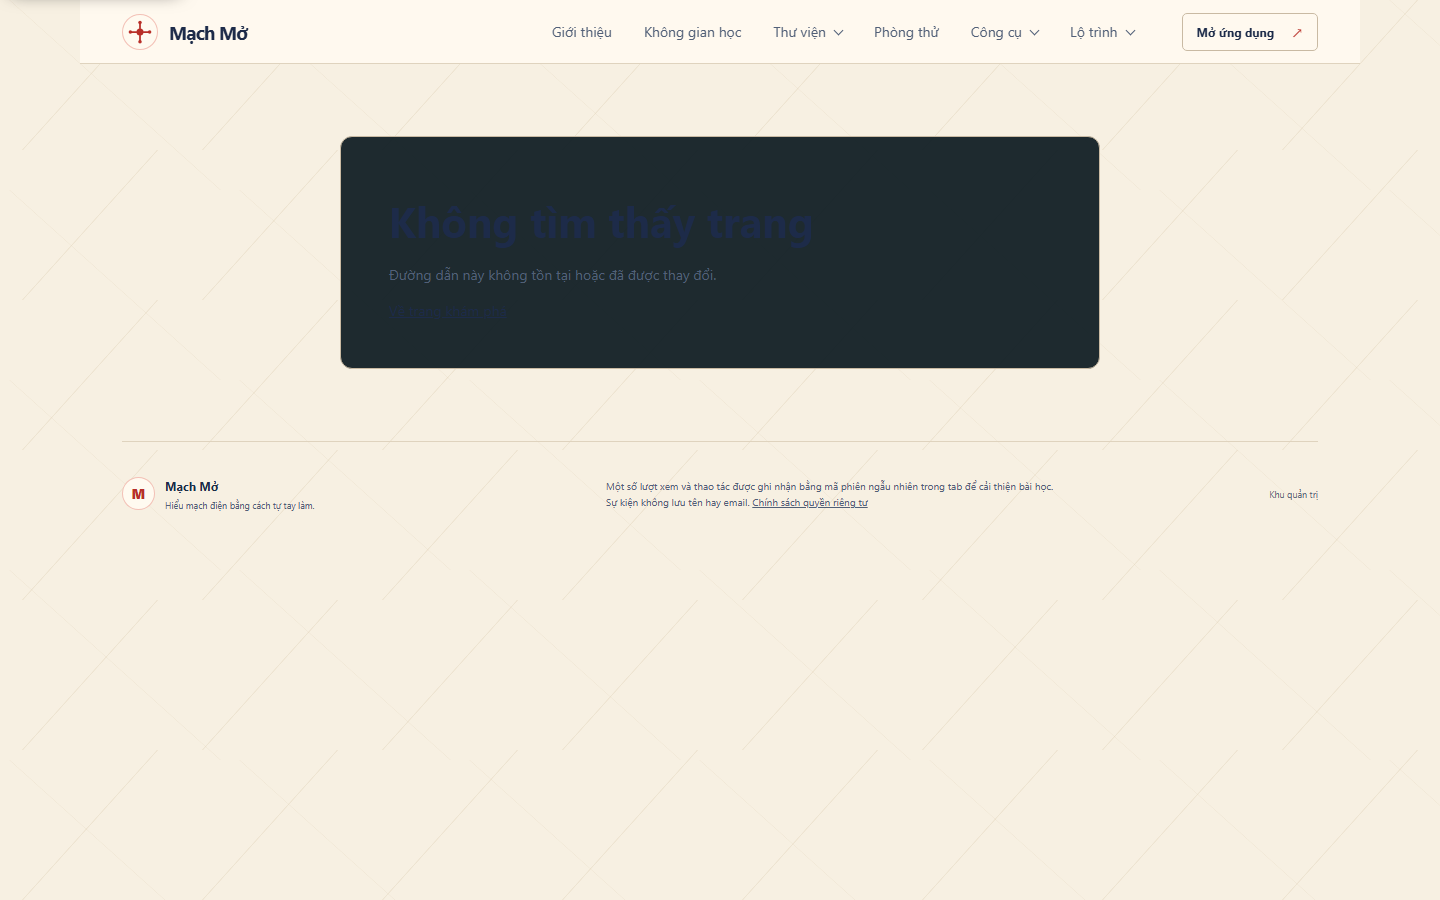 Mạch Mở
Giới thiệu
Không gian học
Thư viện
Phòng thử
Công cụ
Lộ trình
Mở ứng dụng ↗
Không tìm thấy trang
Đường dẫn này không tồn tại hoặc đã được thay đổi.
M
Mạch Mở
Hiểu mạch điện bằng cách tự tay làm.
Một số lượt xem và thao tác được ghi nhận bằng mã phiên ngẫu nhiên trong tab để cải thiện bài học.
Sự kiện không lưu tên hay email. Chính sách quyền riêng tư
Khu quản trị